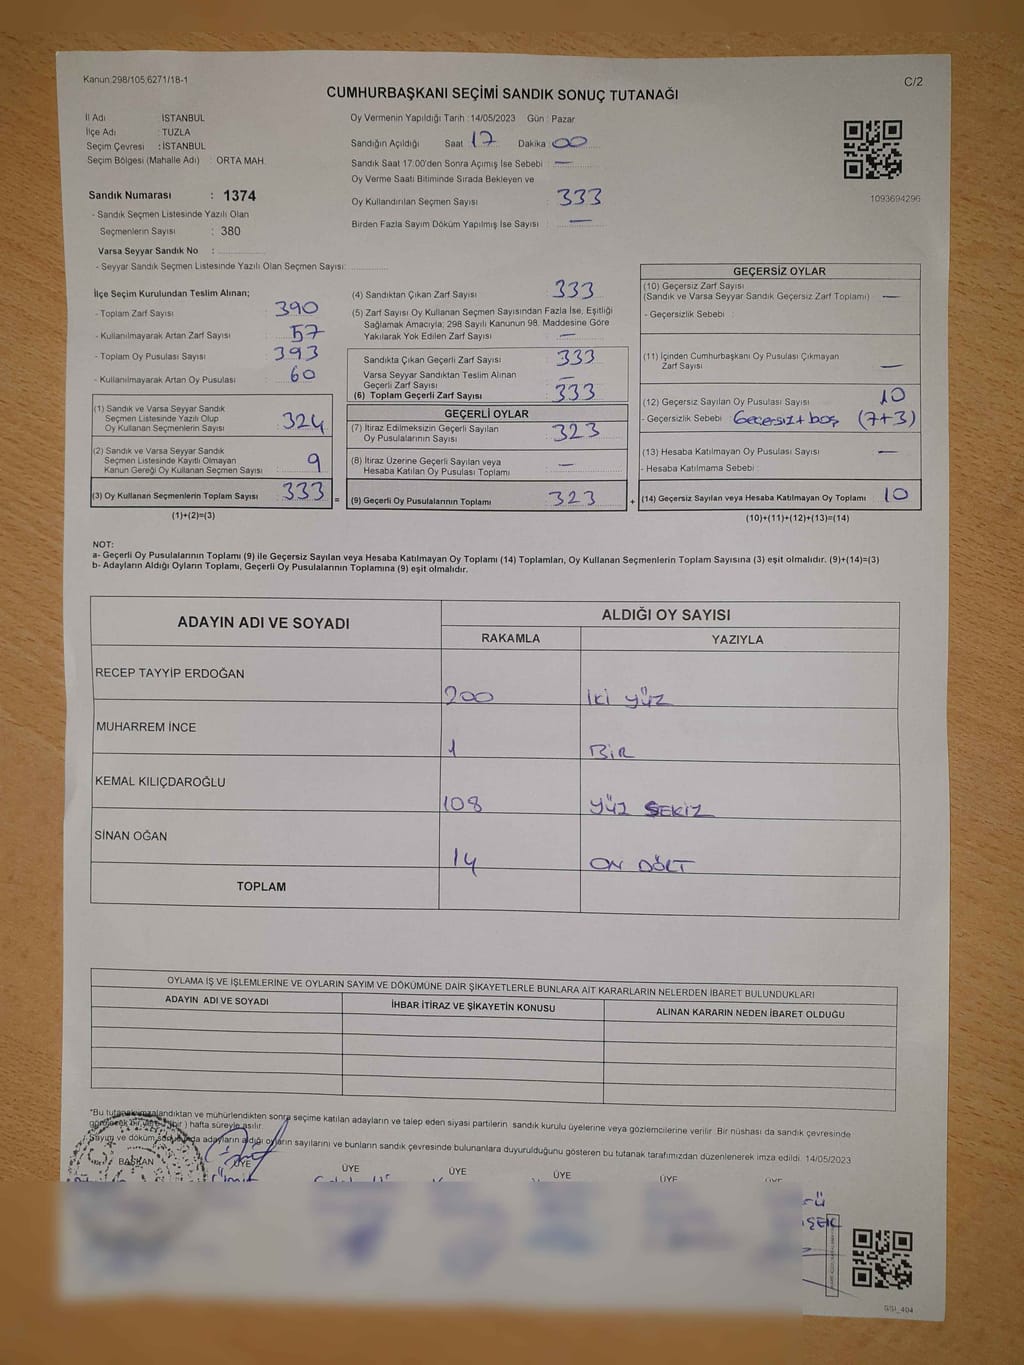 Kanun:298/105,6271/18-1
C/2
CUMHURBAŞKANI SEÇİMİ SANDIK SONUÇ TUTANAĞI
İl Adı : İSTANBUL
İlçe Adı : TUZLA
Seçim Çevresi : İSTANBUL
Seçim Bölgesi (Mahalle Adı) : ORTA MAH.
Sandık Numarası : 1374
- Sandık Seçmen Listesinde Yazılı Olan
Seçmenlerin Sayısı : 380
Varsa Seyyar Sandık No :
- Seyyar Sandık Seçmen Listesinde Yazılı Olan Seçmen Sayısı:
Oy Vermenin Yapıldığı Tarih :14/05/2023 Gün : Pazar
Sandığın Açıldığı Saat 17 Dakika : 00
Sandık Saat 17:00'den Sonra Açımış İse Sebebi : —
Oy Verme Saati Bitiminde Sırada Bekleyen ve
Oy Kullandırılan Seçmen Sayısı : 333
Birden Fazla Sayım Döküm Yapılmış İse Sayısı : —
1093694296
İlçe Seçim Kurulundan Teslim Alınan;
- Toplam Zarf Sayısı : 390
- Kullanılmayarak Artan Zarf Sayısı : 57
- Toplam Oy Pusulası Sayısı : 393
- Kullanılmayarak Artan Oy Pusulası : 60
(1) Sandık ve Varsa Seyyar Sandık
Seçmen Listesinde Yazılı Olup
Oy Kullanan Seçmenlerin Sayısı : 324
(2) Sandık ve Varsa Seyyar Sandık
Seçmen Listesinde Kayıtlı Olmayan
Kanun Gereği Oy Kullanan Seçmen Sayısı : 9
(3) Oy Kullanan Seçmenlerin Toplam Sayısı : 333 =
(1)+(2)=(3)
(4) Sandıktan Çıkan Zarf Sayısı : 333
(5) Zarf Sayısı Oy Kullanan Seçmen Sayısından Fazla İse, Eşitliği
Sağlamak Amacıyla; 298 Sayılı Kanunun 98. Maddesine Göre
Yakılarak Yok Edilen Zarf Sayısı : —
Sandıkta Çıkan Geçerli Zarf Sayısı : 333
Varsa Seyyar Sandıktan Teslim Alınan
Geçerli Zarf Sayısı : —
(6) Toplam Geçerli Zarf Sayısı : 333
GEÇERLİ OYLAR
(7) İtiraz Edilmeksizin Geçerli Sayılan
Oy Pusulalarının Sayısı : 323
(8) İtiraz Üzerine Geçerli Sayılan veya
Hesaba Katılan Oy Pusulası Toplamı : —
(9) Geçerli Oy Pusulalarının Toplamı : 323 +
GEÇERSİZ OYLAR
(10) Geçersiz Zarf Sayısı
(Sandık ve Varsa Seyyar Sandık Geçersiz Zarf Toplamı) : —
- Geçersizlik Sebebi :
(11) İçinden Cumhurbaşkanı Oy Pusulası Çıkmayan
Zarf Sayısı : —
(12) Geçersiz Sayılan Oy Pusulası Sayısı : 10
- Geçersizlik Sebebi : Geçersiz+boş (7+3)
(13) Hesaba Katılmayan Oy Pusulası Sayısı : —
- Hesaba Katılmama Sebebi :
(14) Geçersiz Sayılan veya Hesaba Katılmayan Oy Toplamı : 10
(10)+(11)+(12)+(13)=(14)
NOT:
a- Geçerli Oy Pusulalarının Toplamı (9) ile Geçersiz Sayılan veya Hesaba Katılmayan Oy Toplamı (14) Toplamları, Oy Kullanan Seçmenlerin Toplam Sayısına (3) eşit olmalıdır. (9)+(14)=(3)
b- Adayların Aldığı Oyların Toplamı, Geçerli Oy Pusulalarının Toplamına (9) eşit olmalıdır.
ADAYIN ADI VE SOYADI
ALDIĞI OY SAYISI
RAKAMLA YAZIYLA
RECEP TAYYİP ERDOĞAN 200 İki yüz
MUHARREM İNCE 1 BİR
KEMAL KILIÇDAROĞLU 108 yüz SEKİZ
SİNAN OĞAN 14 ON DÖRT
TOPLAM
OYLAMA İŞ VE İŞLEMLERİNE VE OYLARIN SAYIM VE DÖKÜMÜNE DAİR ŞİKAYETLERLE BUNLARA AİT KARARLARIN NELERDEN İBARET BULUNDUKLARI
ADAYIN ADI VE SOYADI İHBAR İTİRAZ VE ŞİKAYETİN KONUSU ALINAN KARARIN NEDEN İBARET OLDUĞU
"Bu tutanak imzalandıktan ve mühürlendikten sonra seçime katılan adayların ve talep eden siyasi partilerin sandık kurulu üyelerine veya gözlemcilerine verilir. Bir nüshası da sandık çevresinde
hafta süreyle asılır.
Sayım ve döküm adayların aldığı oyların sayılarını ve bunların sandık çevresinde bulunanlara duyurulduğunu gösteren bu tutanak tarafımızdan düzenlenerek imza edildi. 14/05/2023
BAŞKAN ÜYE ÜYE ÜYE ÜYE ÜYE
GSI_404